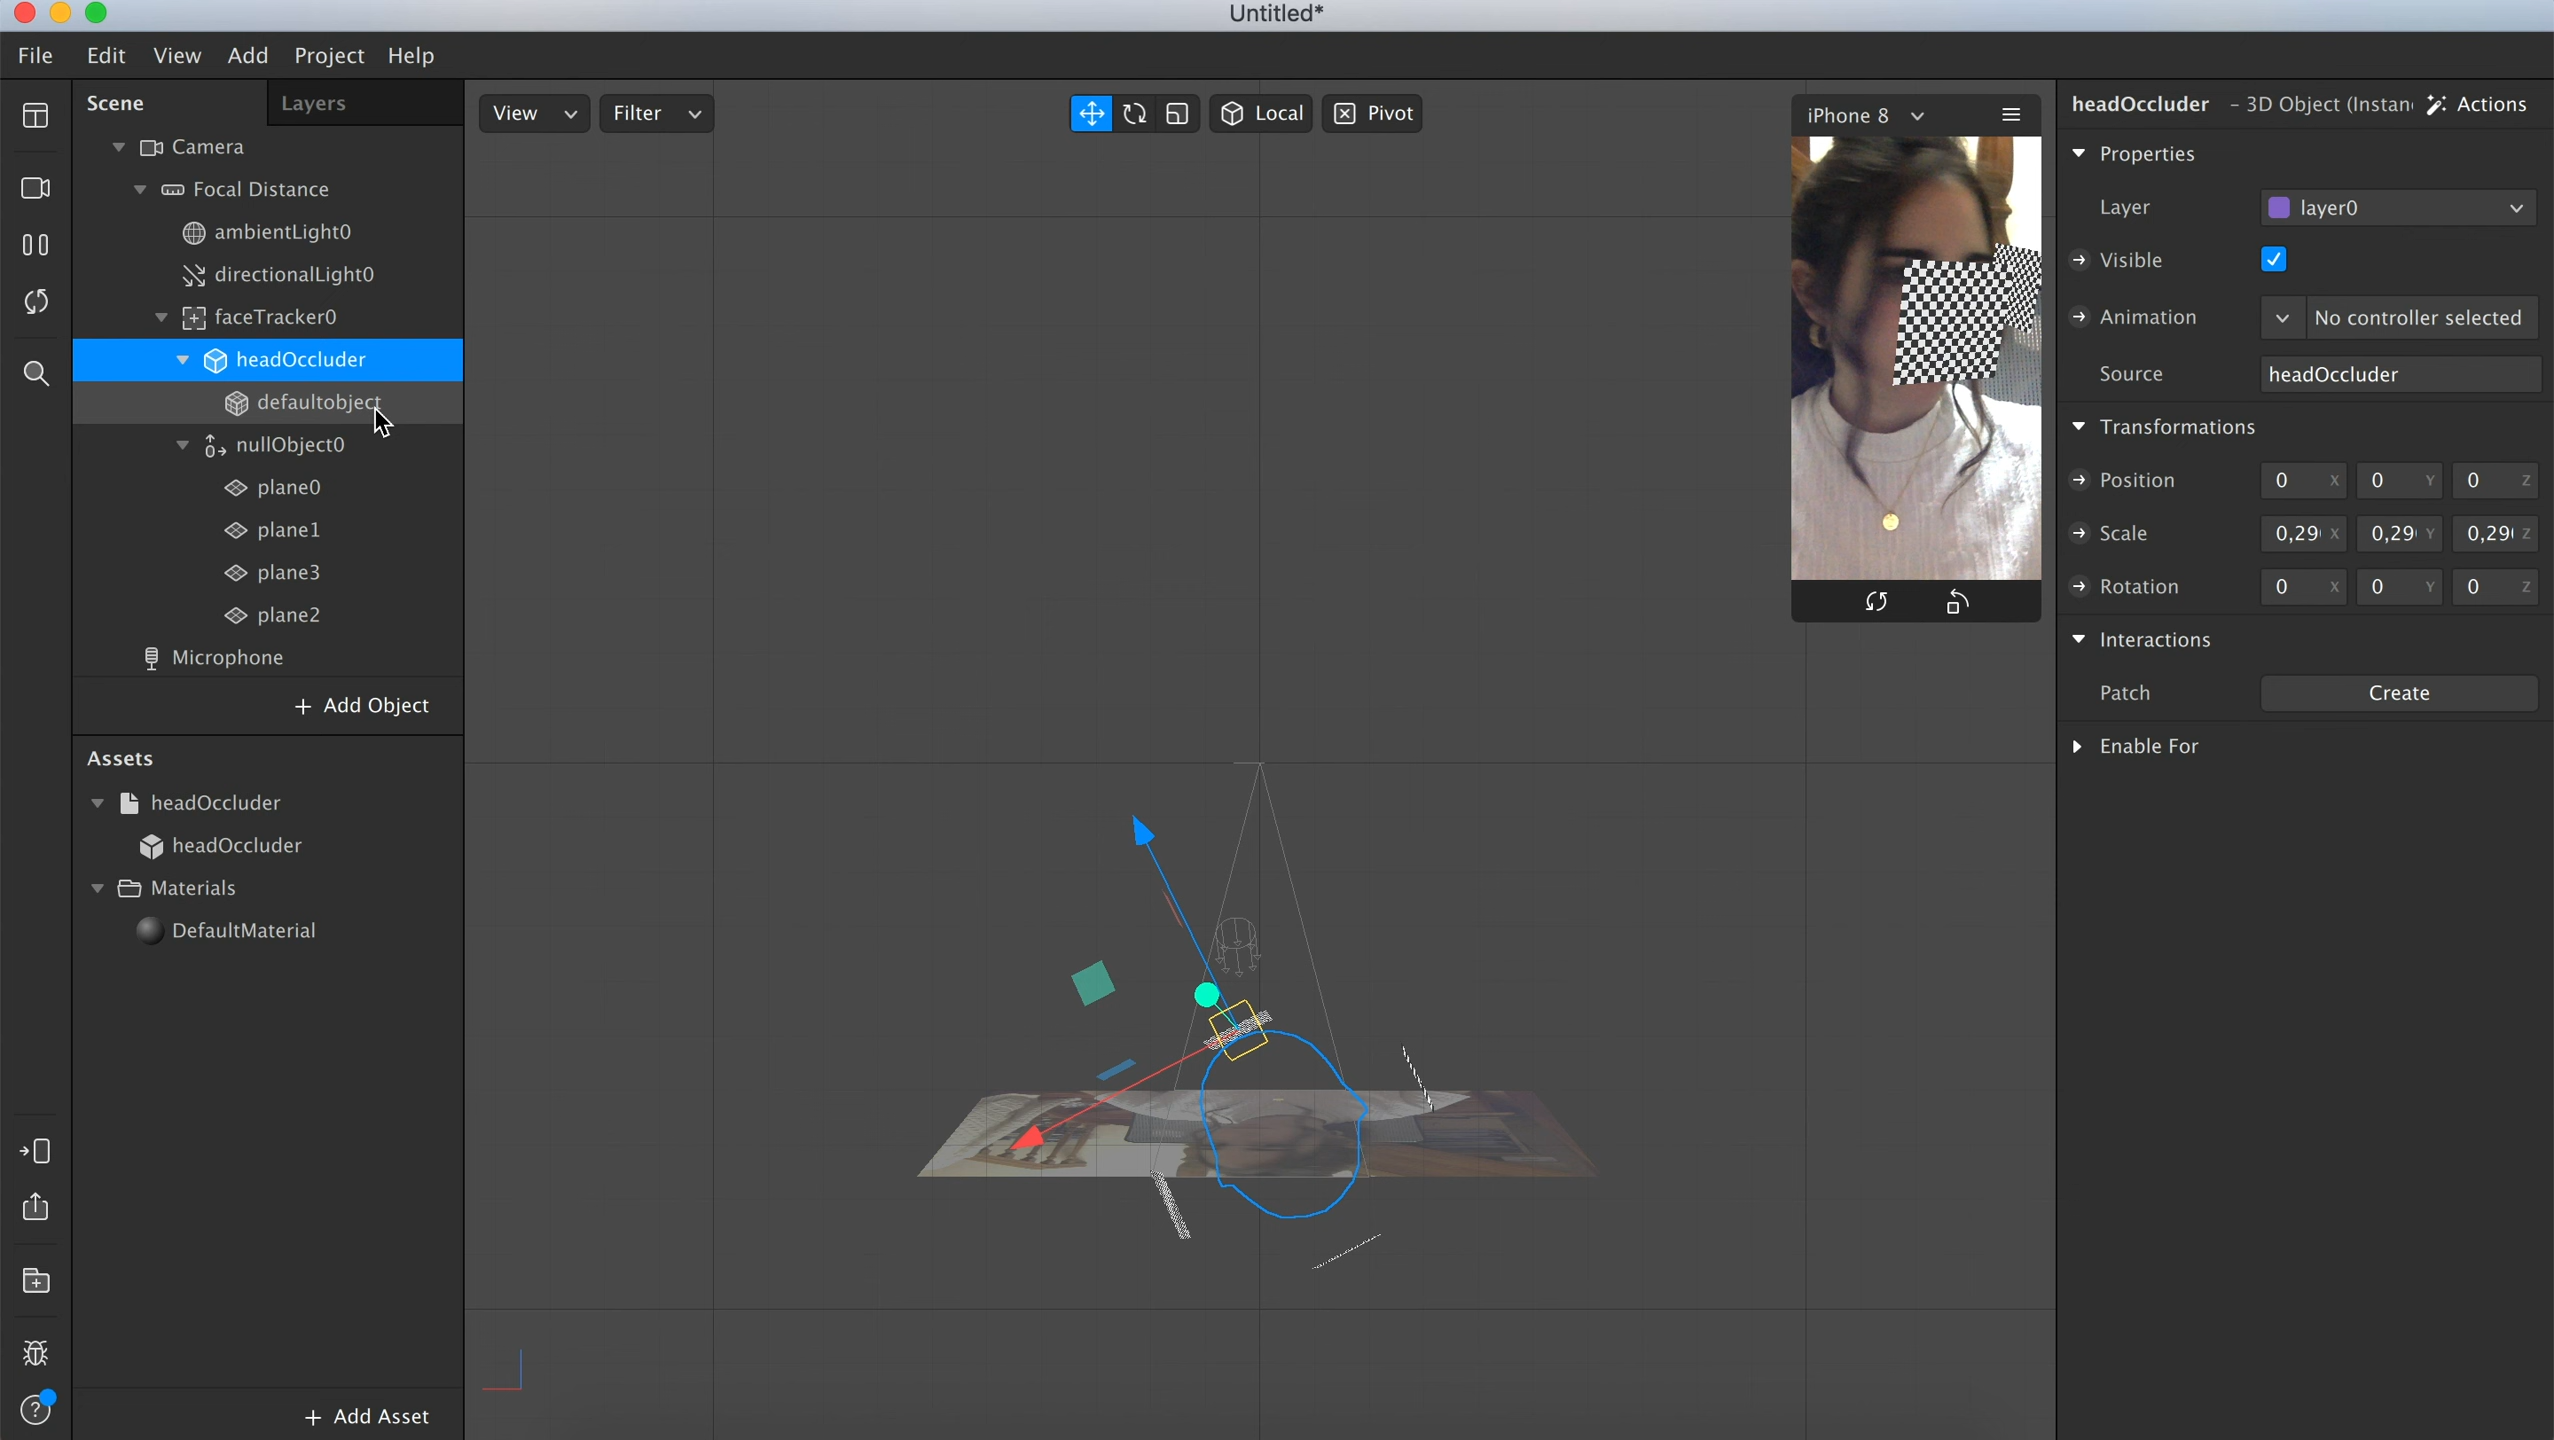 Untitled*
File Edit View Add Project Help
Scene
Layers
Camera
Focal Distance
ambientLight0
directionalLight0
faceTracker0
headOccluder
defaultobject
nullObject0
plane0
plane1
plane3
plane2
Microphone
+ Add Object
Assets
headOccluder
headOccluder
Materials
DefaultMaterial
+ Add Asset
View
Filter
Local
Pivot
iPhone 8
headOccluder – 3D Object (Instan
Actions
Properties
Layer layer0
Visible
Animation No controller selected
Source headOccluder
Transformations
Position 0 X 0 Y 0 Z
Scale 0,29 X 0,29 Y 0,29 Z
Rotation 0 X 0 Y 0 Z
Interactions
Patch Create
Enable For